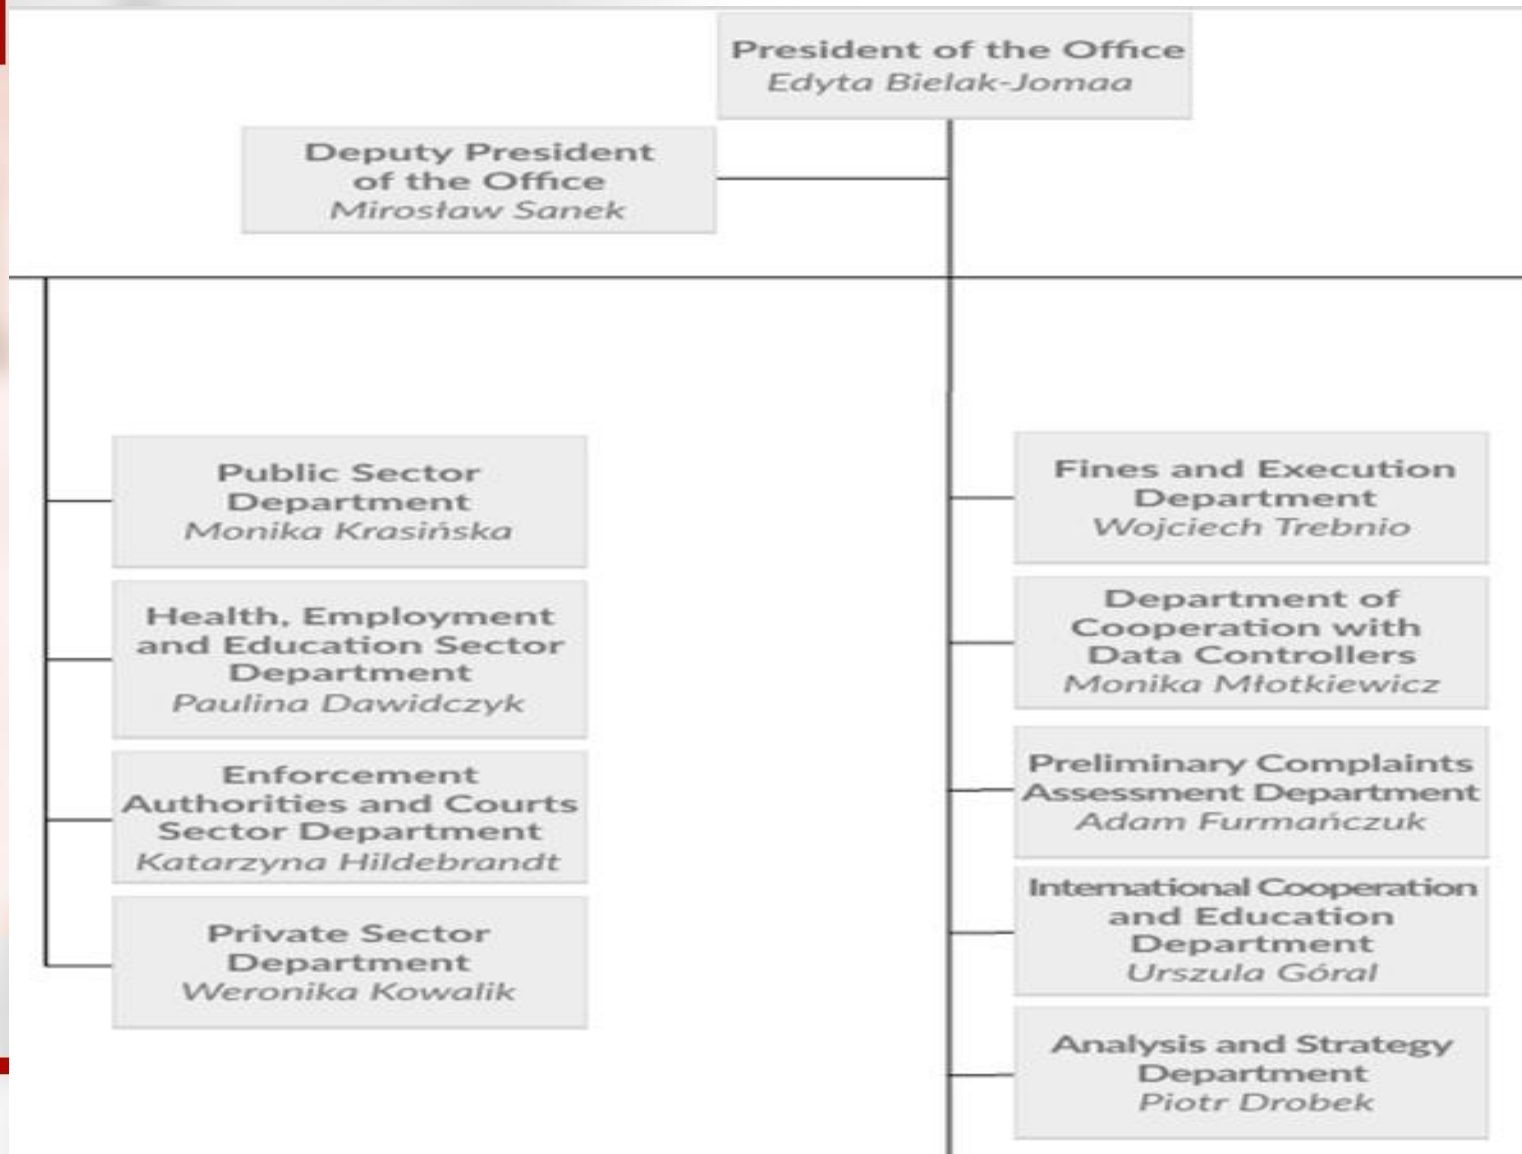 President of the Office
Edyta Bielak-Jomaa
Deputy President
of the Office
Mirosław Sanek
Public Sector
Department
Monika Krasińska
Health, Employment
and Education Sector
Department
Paulina Dawidczyk
Enforcement
Authorities and Courts
Sector Department
Katarzyna Hildebrandt
Private Sector
Department
Weronika Kowalik
Fines and Execution
Department
Wojciech Trebnio
Department of
Cooperation with
Data Controllers
Monika Młotkiewicz
Preliminary Complaints
Assessment Department
Adam Furmańczuk
International Cooperation
and Education
Department
Urszula Góral
Analysis and Strategy
Department
Piotr Drobek